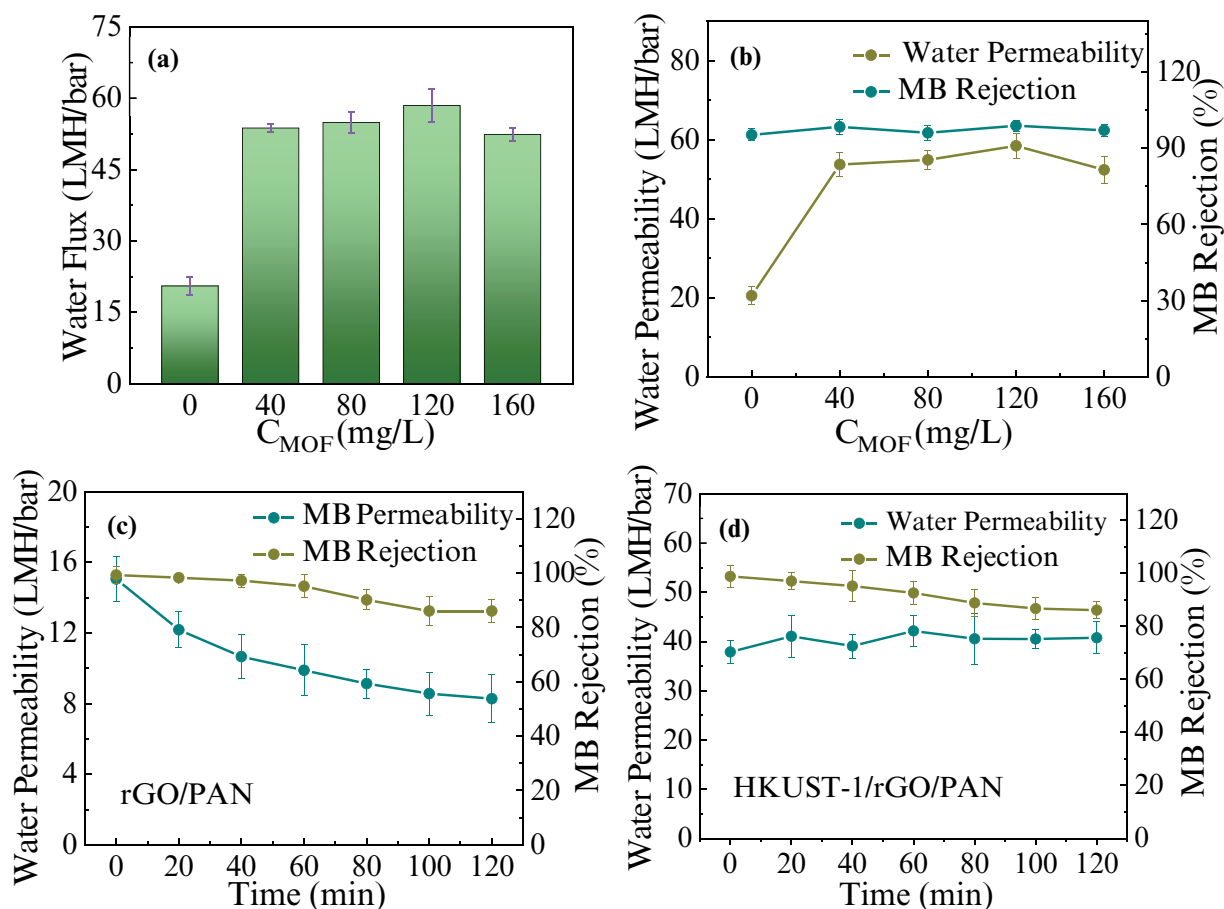 (a)
Water Flux (LMH/bar)
75
60
45
30
15
0
0 40 80 120 160
C_MOF (mg/L)
(b)
Water Permeability
MB Rejection
Water Permeability (LMH/bar)
80
60
40
20
0
MB Rejection (%)
120
90
60
30
0
0 40 80 120 160
C_MOF (mg/L)
(c)
MB Permeability
MB Rejection
Water Permeability (LMH/bar)
20
16
12
8
4
0
MB Rejection (%)
120
100
80
60
40
20
0
rGO/PAN
0 20 40 60 80 100 120
Time (min)
(d)
Water Permeability
MB Rejection
Water Permeability (LMH/bar)
70
60
50
40
30
20
10
0
MB Rejection (%)
120
100
80
60
40
20
0
HKUST-1/rGO/PAN
0 20 40 60 80 100 120
Time (min)